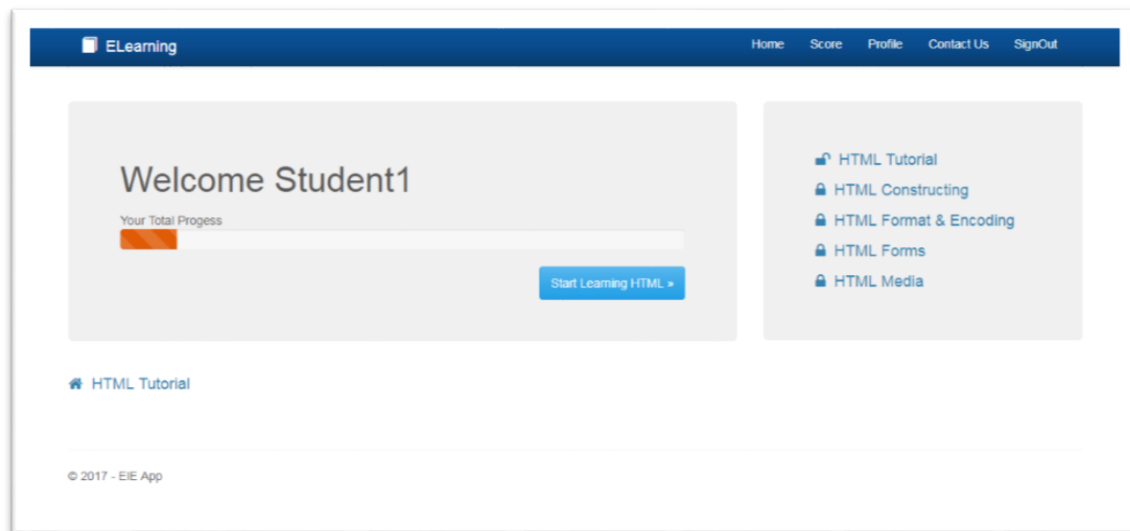 ELearning
Home Score Profile Contact Us SignOut
Welcome Student1
Your Total Progess
Start Learning HTML »
HTML Tutorial
HTML Constructing
HTML Format & Encoding
HTML Forms
HTML Media
HTML Tutorial
© 2017 - EIE App